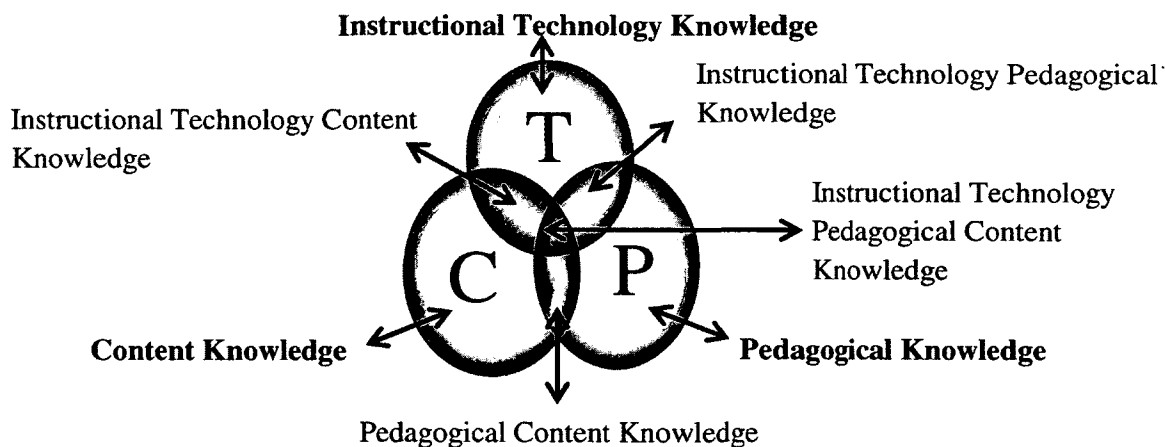 Instructional Technology Knowledge
Instructional Technology Pedagogical
Knowledge
Instructional Technology Content
Knowledge
T
Instructional Technology
Pedagogical Content
Knowledge
C
P
Content Knowledge
Pedagogical Knowledge
Pedagogical Content Knowledge